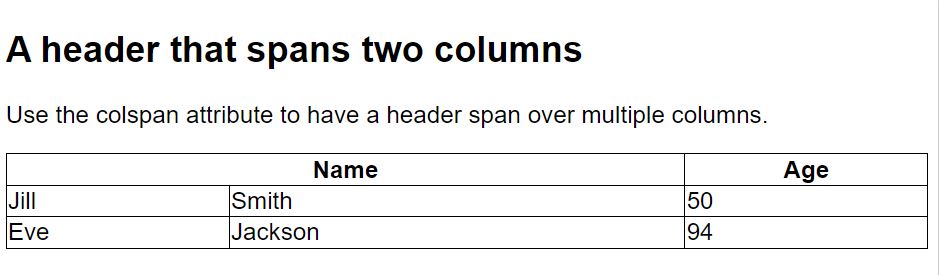 A header that spans two columns
Use the colspan attribute to have a header span over multiple columns.
Name Age
Jill Smith 50
Eve Jackson 94